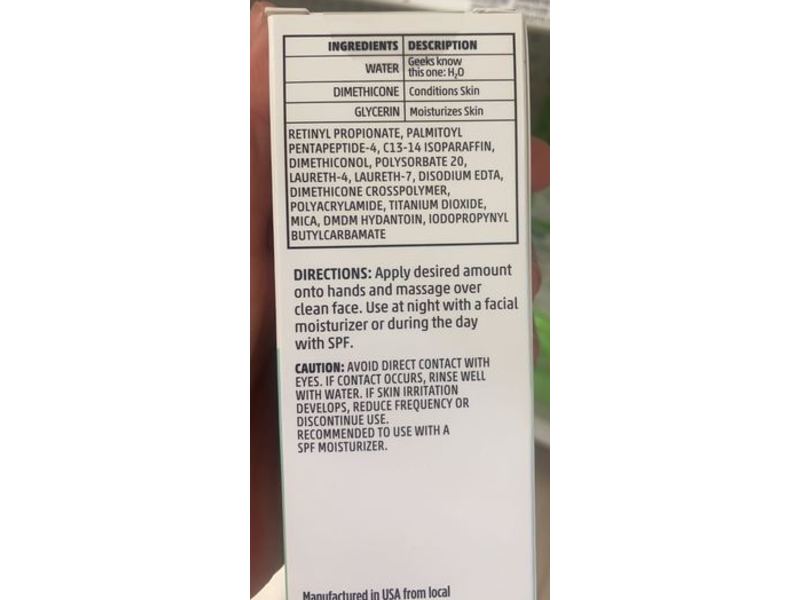 INGREDIENTS DESCRIPTION
WATER Geeks know
this one: H₂O
DIMETHICONE Conditions Skin
GLYCERIN Moisturizes Skin
RETINYL PROPIONATE, PALMITOYL
PENTAPEPTIDE-4, C13-14 ISOPARAFFIN,
DIMETHICONOL, POLYSORBATE 20,
LAURETH-4, LAURETH-7, DISODIUM EDTA,
DIMETHICONE CROSSPOLYMER,
POLYACRYLAMIDE, TITANIUM DIOXIDE,
MICA, DMDM HYDANTOIN, IODOPROPYNYL
BUTYLCARBAMATE
DIRECTIONS: Apply desired amount
onto hands and massage over
clean face. Use at night with a facial
moisturizer or during the day
with SPF.
CAUTION: AVOID DIRECT CONTACT WITH
EYES. IF CONTACT OCCURS, RINSE WELL
WITH WATER. IF SKIN IRRITATION
DEVELOPS, REDUCE FREQUENCY OR
DISCONTINUE USE.
RECOMMENDED TO USE WITH A
SPF MOISTURIZER.
Manufactured in USA from local